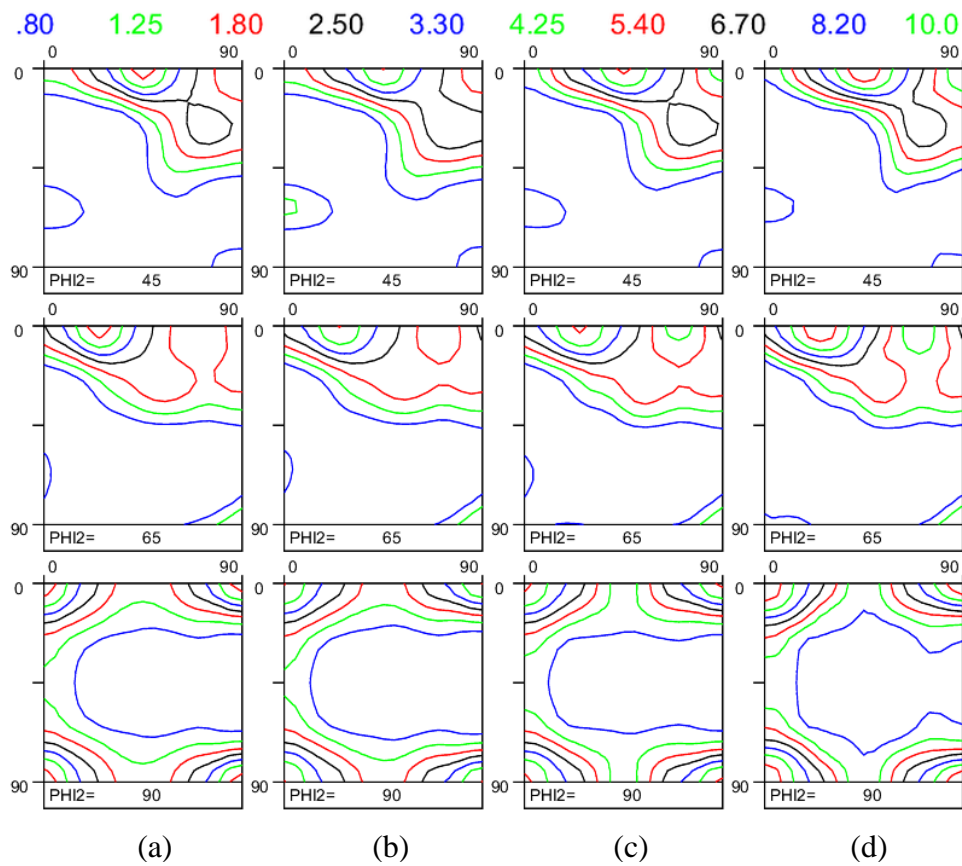 .80 1.25 1.80 2.50 3.30 4.25 5.40 6.70 8.20 10.0
0 90 0 90 0 90 0 90
0 0 0 0
90 PHI2= 45 90 PHI2= 45 90 PHI2= 45 90 PHI2= 45
0 90 0 90 0 90 0 90
0 0 0 0
90 PHI2= 65 90 PHI2= 65 90 PHI2= 65 90 PHI2= 65
0 90 0 90 0 90 0 90
0 0 0 0
90 PHI2= 90 90 PHI2= 90 90 PHI2= 90 90 PHI2= 90
(a) (b) (c) (d)